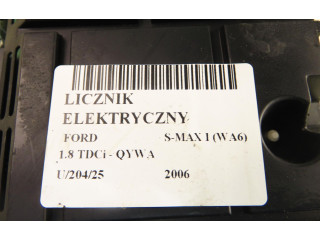 LICZNIK
ELEKTRYCZNY
FORD S-MAX I (WA6)
1.8 TDCi - QYWA
U/204/25 2006